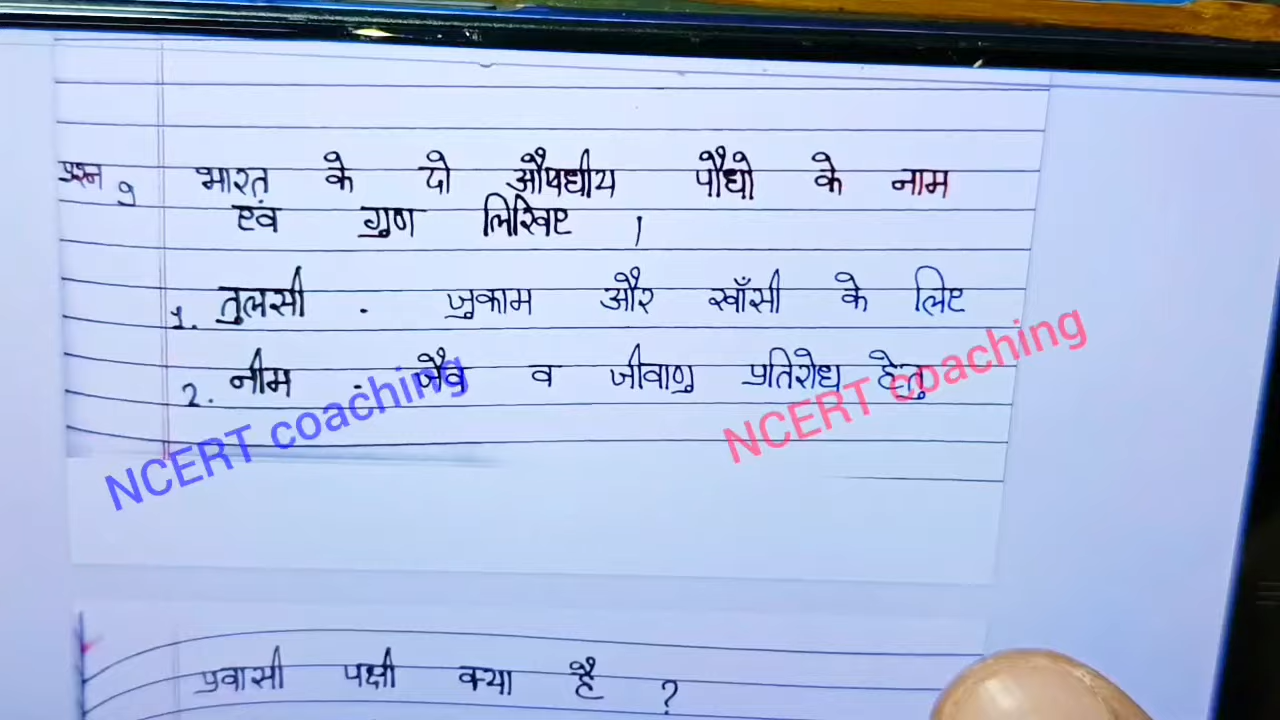 प्रश्न 9 भारत के दो औषधीय पौधो के नाम
एवं गुण लिखिए ।
1. तुलसी . जुकाम और खाँसी के लिए
2. नीम - जैव व जीवाणु प्रतिरोध हेतु
NCERT coaching
NCERT coaching
प्रवासी पक्षी क्या है ?